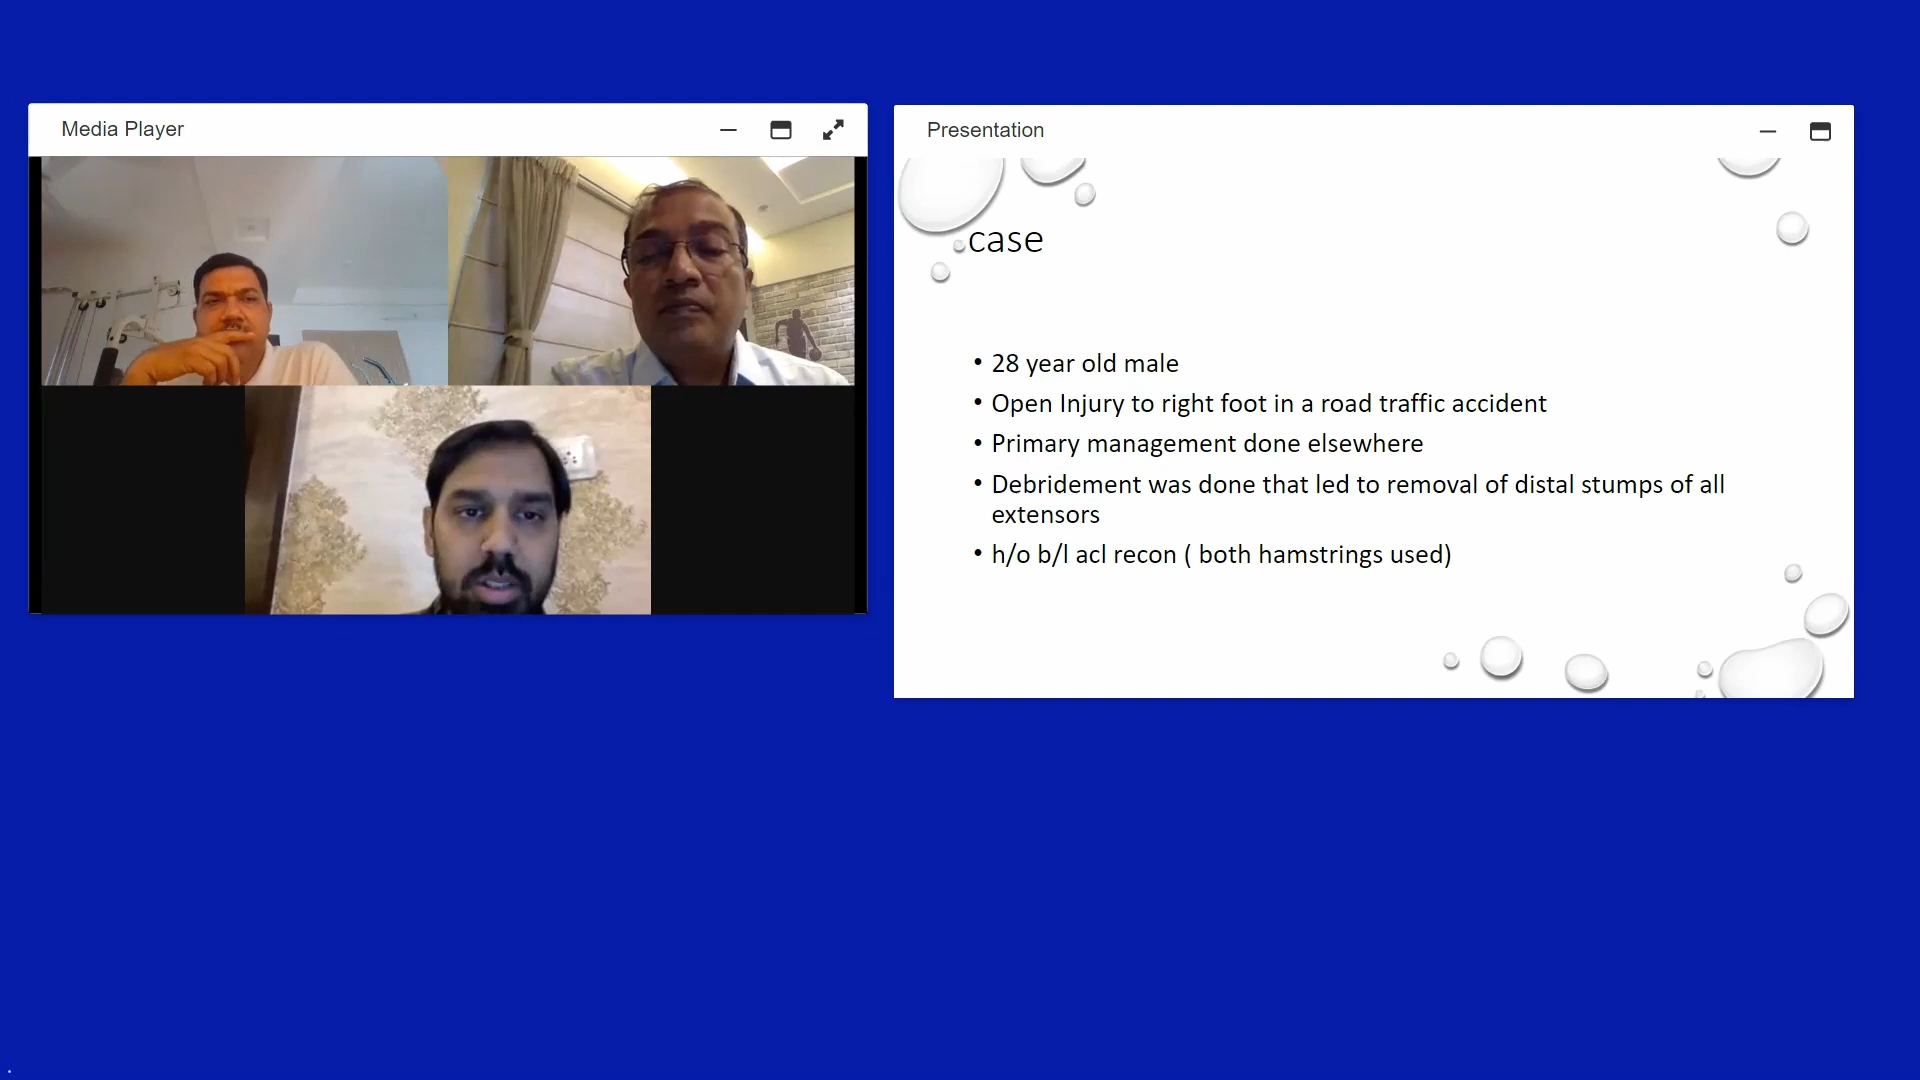 Media Player
Presentation
case
• 28 year old male
• Open Injury to right foot in a road traffic accident
• Primary management done elsewhere
• Debridement was done that led to removal of distal stumps of all
extensors
• h/o b/l acl recon ( both hamstrings used)